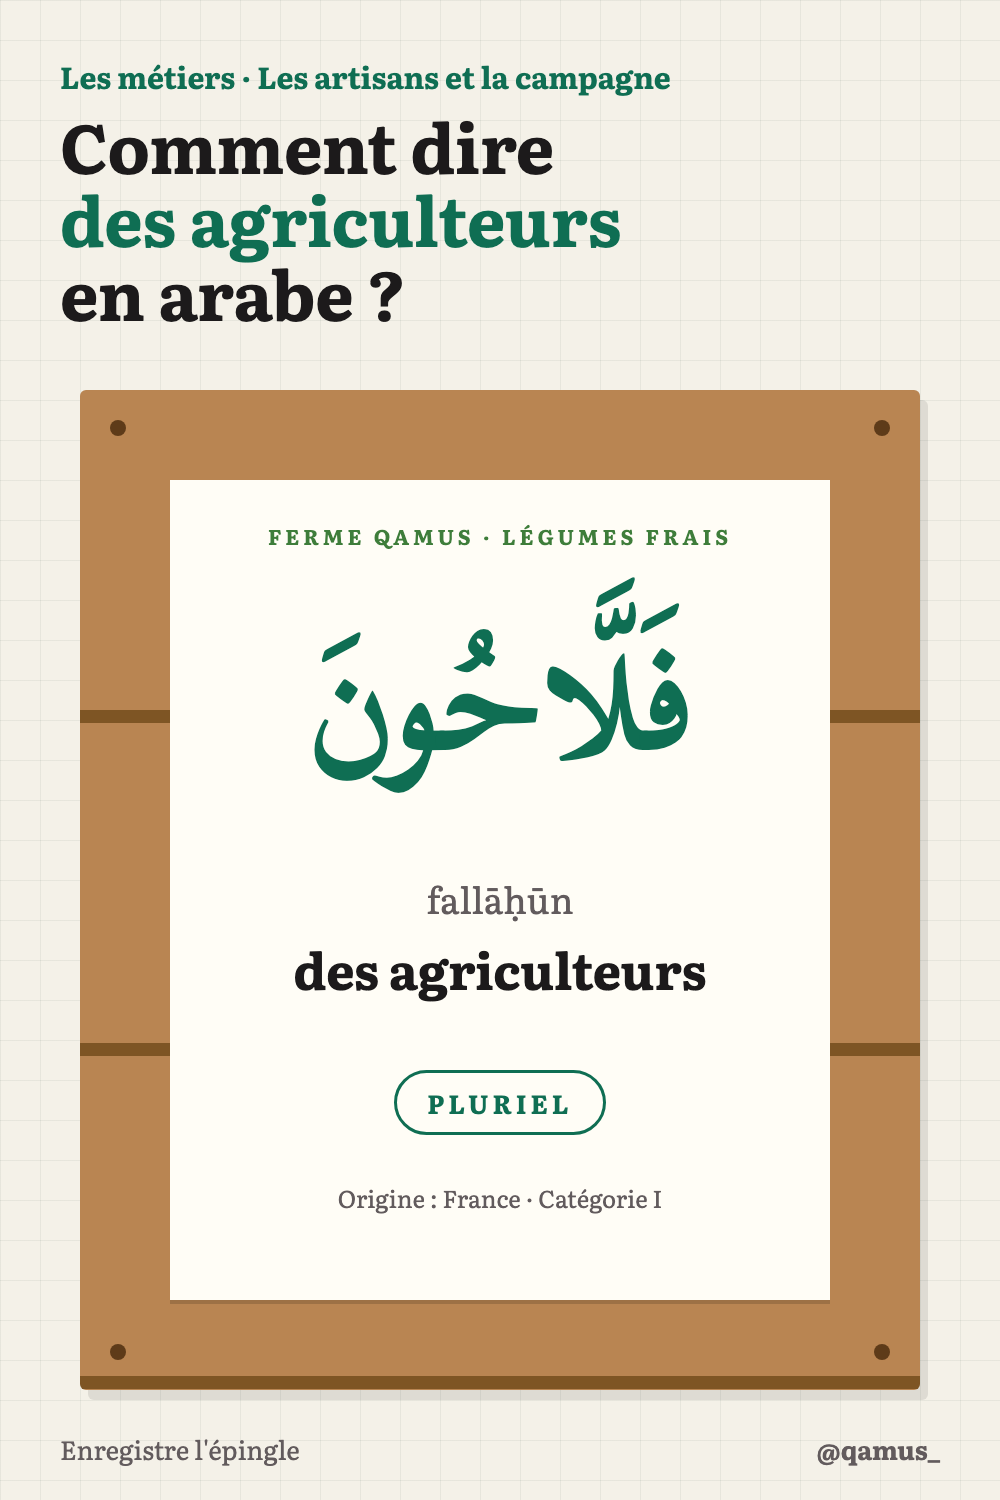 Les métiers · Les artisans et la campagne
Comment dire
des agriculteurs
en arabe ?
FERME QAMUS · LÉGUMES FRAIS
فَلَّاحُونَ
fallāḥūn
des agriculteurs
PLURIEL
Origine : France · Catégorie I
Enregistre l'épingle
@qamus_